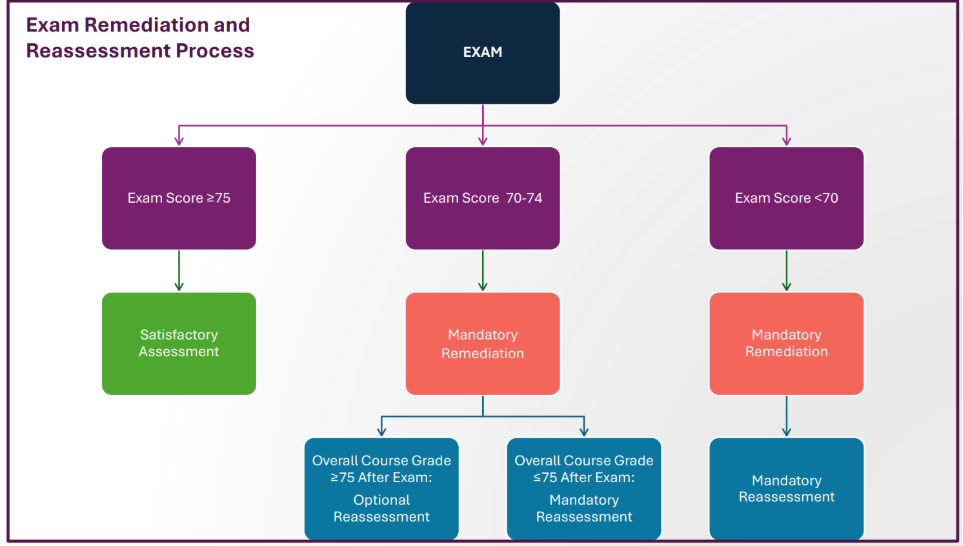 Exam Remediation and
Reassessment Process
EXAM
Exam Score ≥75
Exam Score 70-74
Exam Score <70
Satisfactory
Assessment
Mandatory
Remediation
Mandatory
Remediation
Overall Course Grade
≥75 After Exam:
Optional
Reassessment
Overall Course Grade
≤75 After Exam:
Mandatory
Reassessment
Mandatory
Reassessment